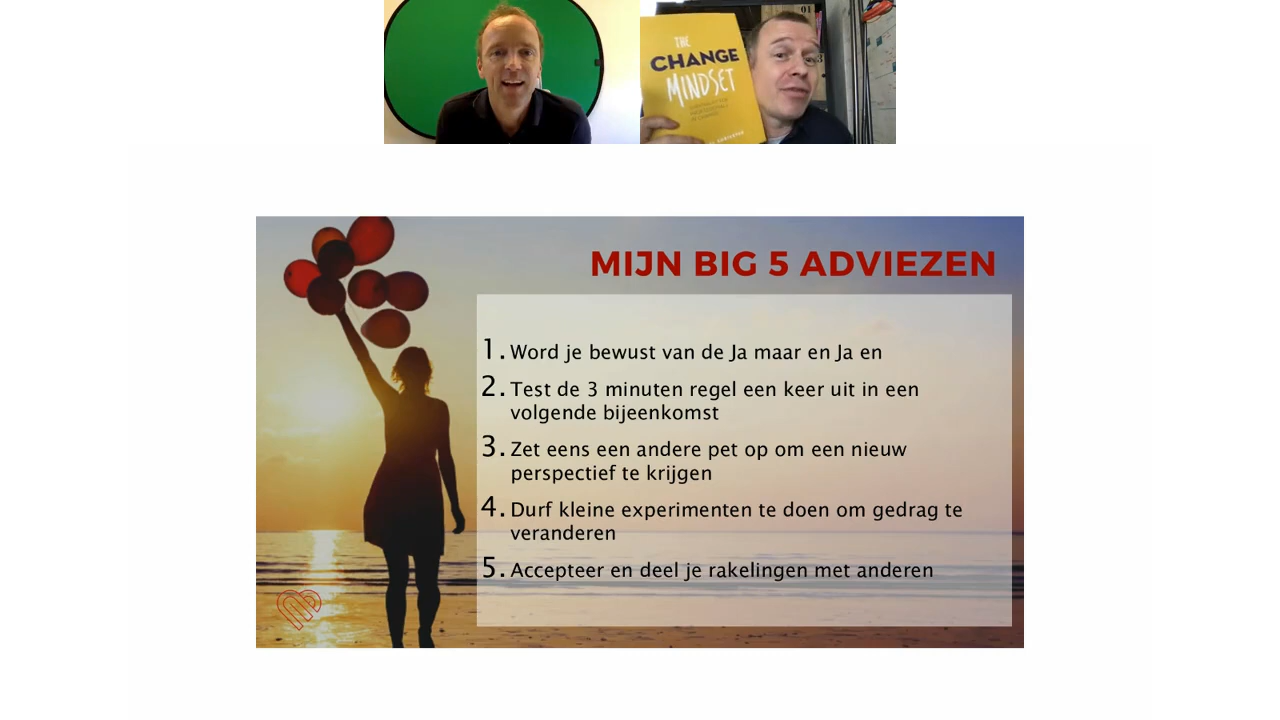 THE
CHANGE
MINDSET
01
3
MIJN BIG 5 ADVIEZEN
1. Word je bewust van de Ja maar en Ja en
2. Test de 3 minuten regel een keer uit in een
volgende bijeenkomst
3. Zet eens een andere pet op om een nieuw
perspectief te krijgen
4. Durf kleine experimenten te doen om gedrag te
veranderen
5. Accepteer en deel je rakelingen met anderen